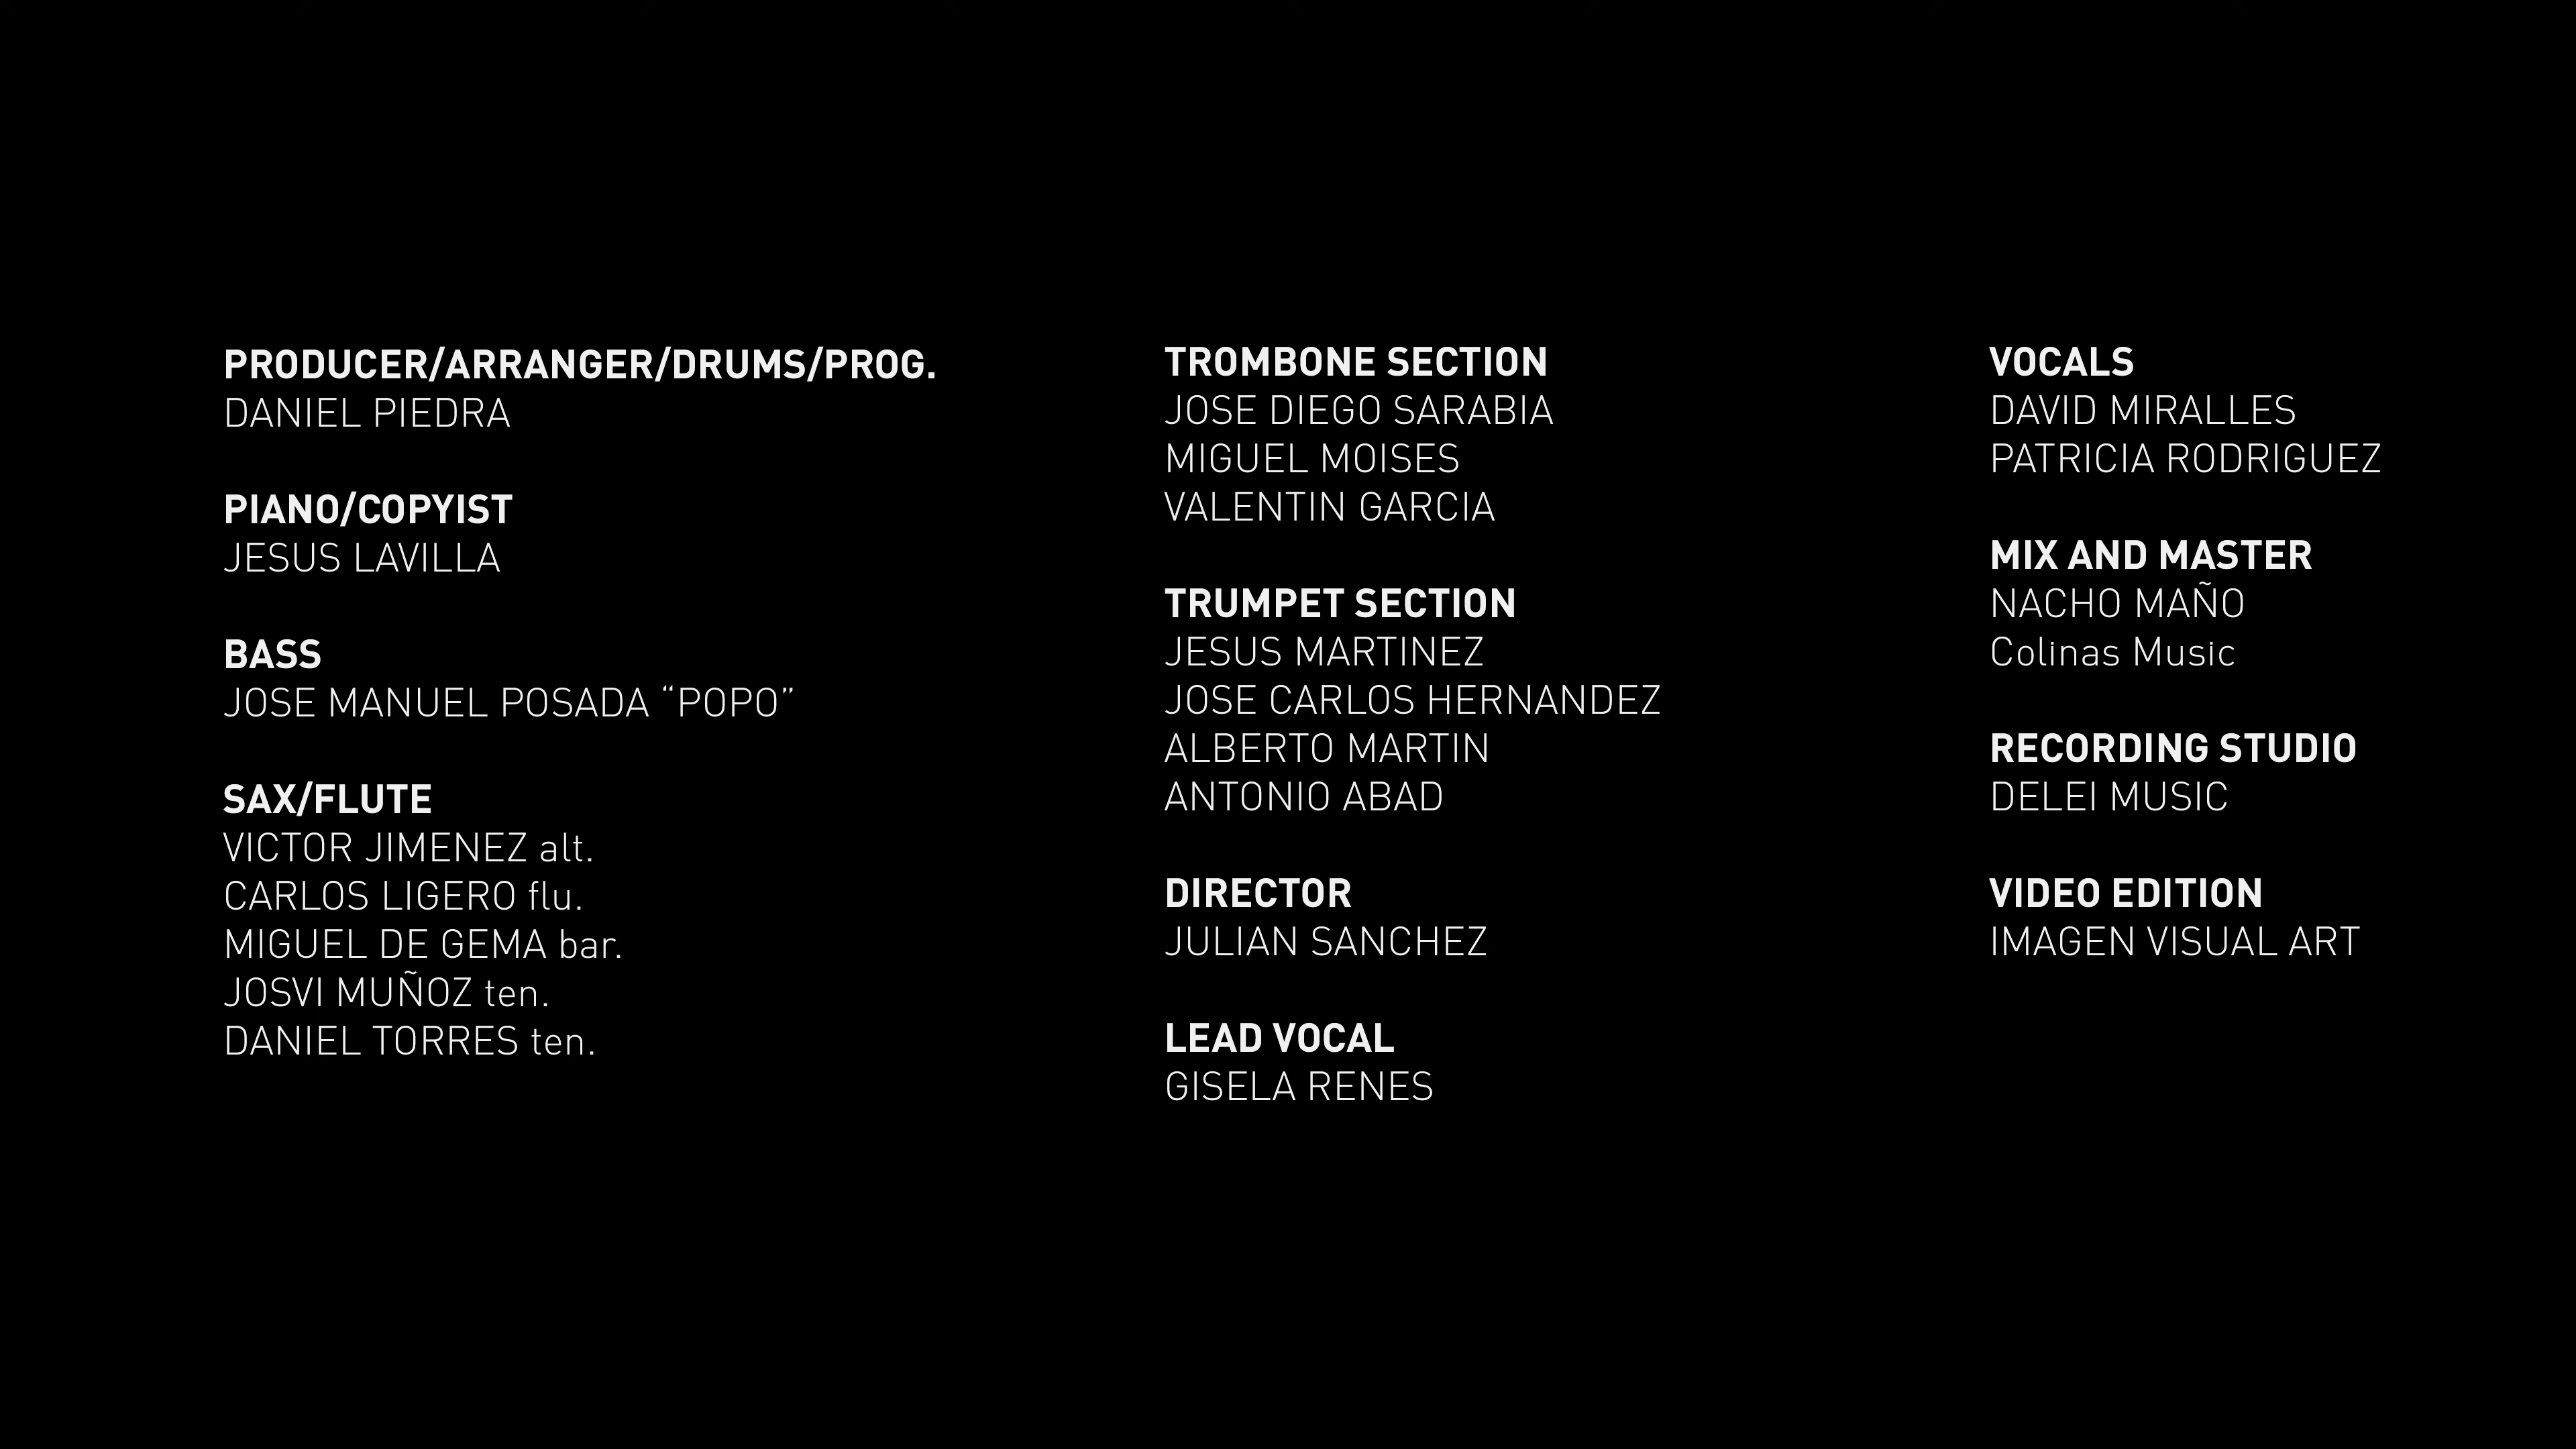 PRODUCER/ARRANGER/DRUMS/PROG.
DANIEL PIEDRA
PIANO/COPYIST
JESUS LAVILLA
BASS
JOSE MANUEL POSADA “POPO”
SAX/FLUTE
VICTOR JIMENEZ alt.
CARLOS LIGERO flu.
MIGUEL DE GEMA bar.
JOSVI MUÑOZ ten.
DANIEL TORRES ten.
TROMBONE SECTION
JOSE DIEGO SARABIA
MIGUEL MOISES
VALENTIN GARCIA
TRUMPET SECTION
JESUS MARTINEZ
JOSE CARLOS HERNANDEZ
ALBERTO MARTIN
ANTONIO ABAD
DIRECTOR
JULIAN SANCHEZ
LEAD VOCAL
GISELA RENES
VOCALS
DAVID MIRALLES
PATRICIA RODRIGUEZ
MIX AND MASTER
NACHO MAÑO
Colinas Music
RECORDING STUDIO
DELEI MUSIC
VIDEO EDITION
IMAGEN VISUAL ART